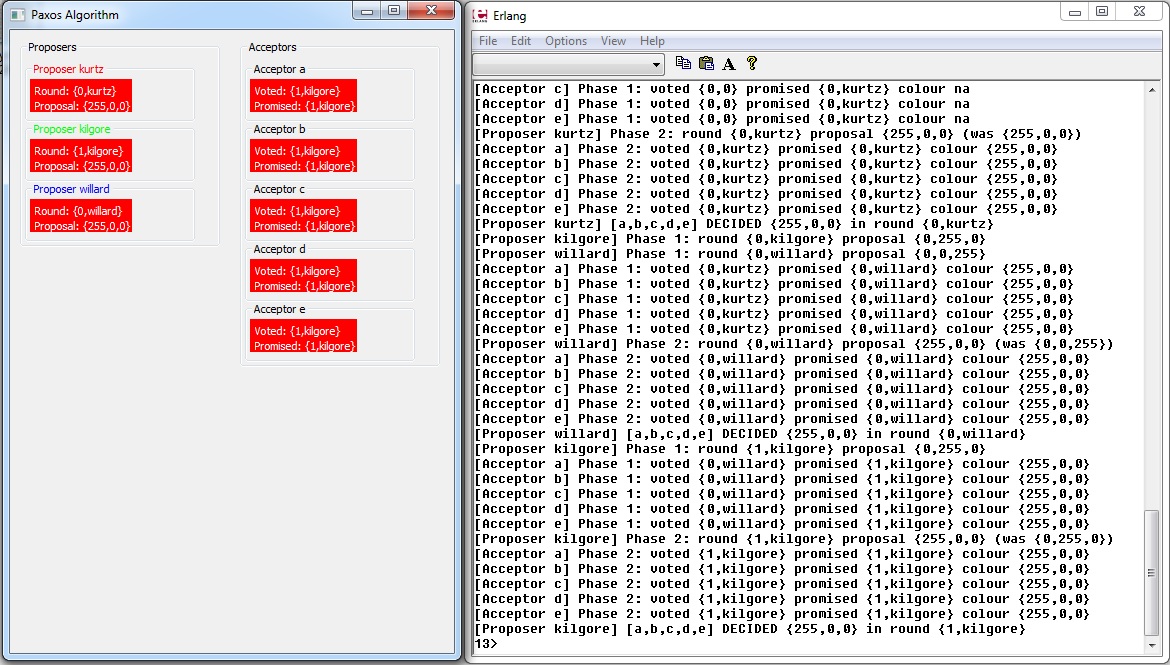 Paxos Algorithm
Proposers
Proposer kurtz
Round: {0,kurtz}
Proposal: {255,0,0}
Proposer kilgore
Round: {1,kilgore}
Proposal: {255,0,0}
Proposer willard
Round: {0,willard}
Proposal: {255,0,0}
Acceptors
Acceptor a
Voted: {1,kilgore}
Promised: {1,kilgore}
Acceptor b
Voted: {1,kilgore}
Promised: {1,kilgore}
Acceptor c
Voted: {1,kilgore}
Promised: {1,kilgore}
Acceptor d
Voted: {1,kilgore}
Promised: {1,kilgore}
Acceptor e
Voted: {1,kilgore}
Promised: {1,kilgore}
ERLANG Erlang
File Edit Options View Help
[Acceptor c] Phase 1: voted {0,0} promised {0,kurtz} colour na
[Acceptor d] Phase 1: voted {0,0} promised {0,kurtz} colour na
[Acceptor e] Phase 1: voted {0,0} promised {0,kurtz} colour na
[Proposer kurtz] Phase 2: round {0,kurtz} proposal {255,0,0} (was {255,0,0})
[Acceptor a] Phase 2: voted {0,kurtz} promised {0,kurtz} colour {255,0,0}
[Acceptor b] Phase 2: voted {0,kurtz} promised {0,kurtz} colour {255,0,0}
[Acceptor c] Phase 2: voted {0,kurtz} promised {0,kurtz} colour {255,0,0}
[Acceptor d] Phase 2: voted {0,kurtz} promised {0,kurtz} colour {255,0,0}
[Acceptor e] Phase 2: voted {0,kurtz} promised {0,kurtz} colour {255,0,0}
[Proposer kurtz] [a,b,c,d,e] DECIDED {255,0,0} in round {0,kurtz}
[Proposer kilgore] Phase 1: round {0,kilgore} proposal {0,255,0}
[Proposer willard] Phase 1: round {0,willard} proposal {0,0,255}
[Acceptor a] Phase 1: voted {0,kurtz} promised {0,willard} colour {255,0,0}
[Acceptor b] Phase 1: voted {0,kurtz} promised {0,willard} colour {255,0,0}
[Acceptor c] Phase 1: voted {0,kurtz} promised {0,willard} colour {255,0,0}
[Acceptor d] Phase 1: voted {0,kurtz} promised {0,willard} colour {255,0,0}
[Acceptor e] Phase 1: voted {0,kurtz} promised {0,willard} colour {255,0,0}
[Proposer willard] Phase 2: round {0,willard} proposal {255,0,0} (was {0,0,255})
[Acceptor a] Phase 2: voted {0,willard} promised {0,willard} colour {255,0,0}
[Acceptor b] Phase 2: voted {0,willard} promised {0,willard} colour {255,0,0}
[Acceptor c] Phase 2: voted {0,willard} promised {0,willard} colour {255,0,0}
[Acceptor d] Phase 2: voted {0,willard} promised {0,willard} colour {255,0,0}
[Acceptor e] Phase 2: voted {0,willard} promised {0,willard} colour {255,0,0}
[Proposer willard] [a,b,c,d,e] DECIDED {255,0,0} in round {0,willard}
[Proposer kilgore] Phase 1: round {1,kilgore} proposal {0,255,0}
[Acceptor a] Phase 1: voted {0,willard} promised {1,kilgore} colour {255,0,0}
[Acceptor b] Phase 1: voted {0,willard} promised {1,kilgore} colour {255,0,0}
[Acceptor c] Phase 1: voted {0,willard} promised {1,kilgore} colour {255,0,0}
[Acceptor d] Phase 1: voted {0,willard} promised {1,kilgore} colour {255,0,0}
[Acceptor e] Phase 1: voted {0,willard} promised {1,kilgore} colour {255,0,0}
[Proposer kilgore] Phase 2: round {1,kilgore} proposal {255,0,0} (was {0,255,0})
[Acceptor a] Phase 2: voted {1,kilgore} promised {1,kilgore} colour {255,0,0}
[Acceptor b] Phase 2: voted {1,kilgore} promised {1,kilgore} colour {255,0,0}
[Acceptor c] Phase 2: voted {1,kilgore} promised {1,kilgore} colour {255,0,0}
[Acceptor d] Phase 2: voted {1,kilgore} promised {1,kilgore} colour {255,0,0}
[Acceptor e] Phase 2: voted {1,kilgore} promised {1,kilgore} colour {255,0,0}
[Proposer kilgore] [a,b,c,d,e] DECIDED {255,0,0} in round {1,kilgore}
13>